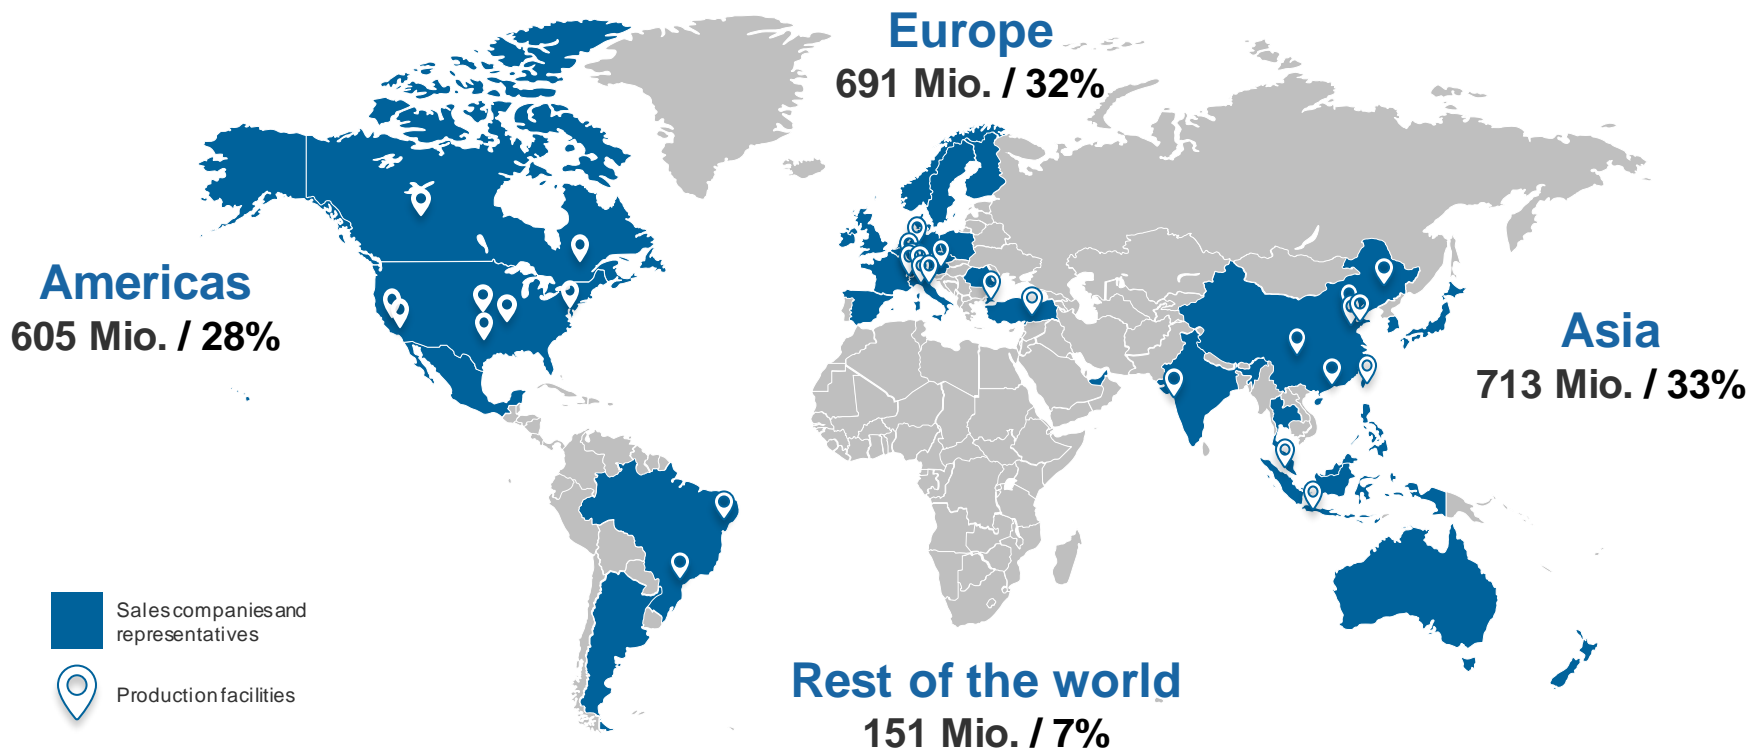 Europe
691 Mio. / 32%
Americas
605 Mio. / 28%
Asia
713 Mio. / 33%
Sales companies and
representatives
Production facilities
Rest of the world
151 Mio. / 7%